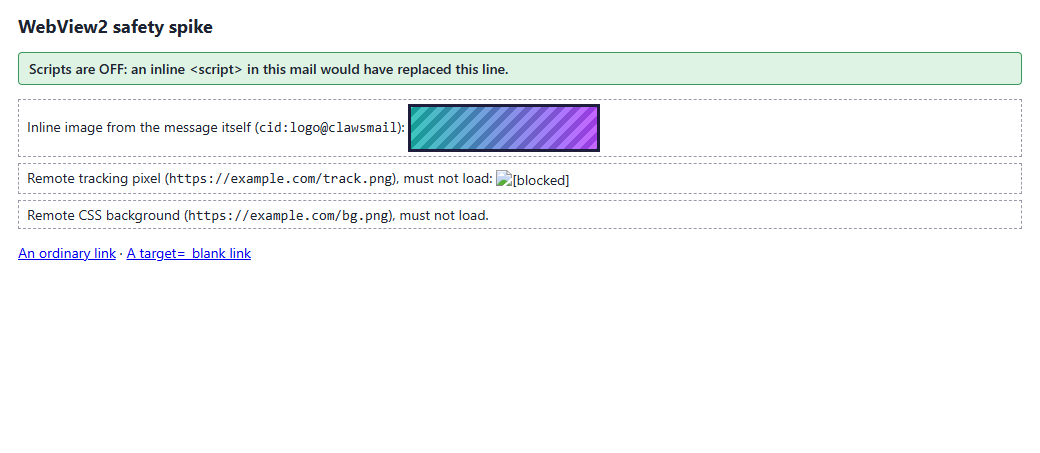 WebView2 safety spike
Scripts are OFF: an inline <script> in this mail would have replaced this line.
Inline image from the message itself (cid:logo@clawsmail):
Remote tracking pixel (https://example.com/track.png), must not load: [blocked]
Remote CSS background (https://example.com/bg.png), must not load.
An ordinary link · A target=_blank link